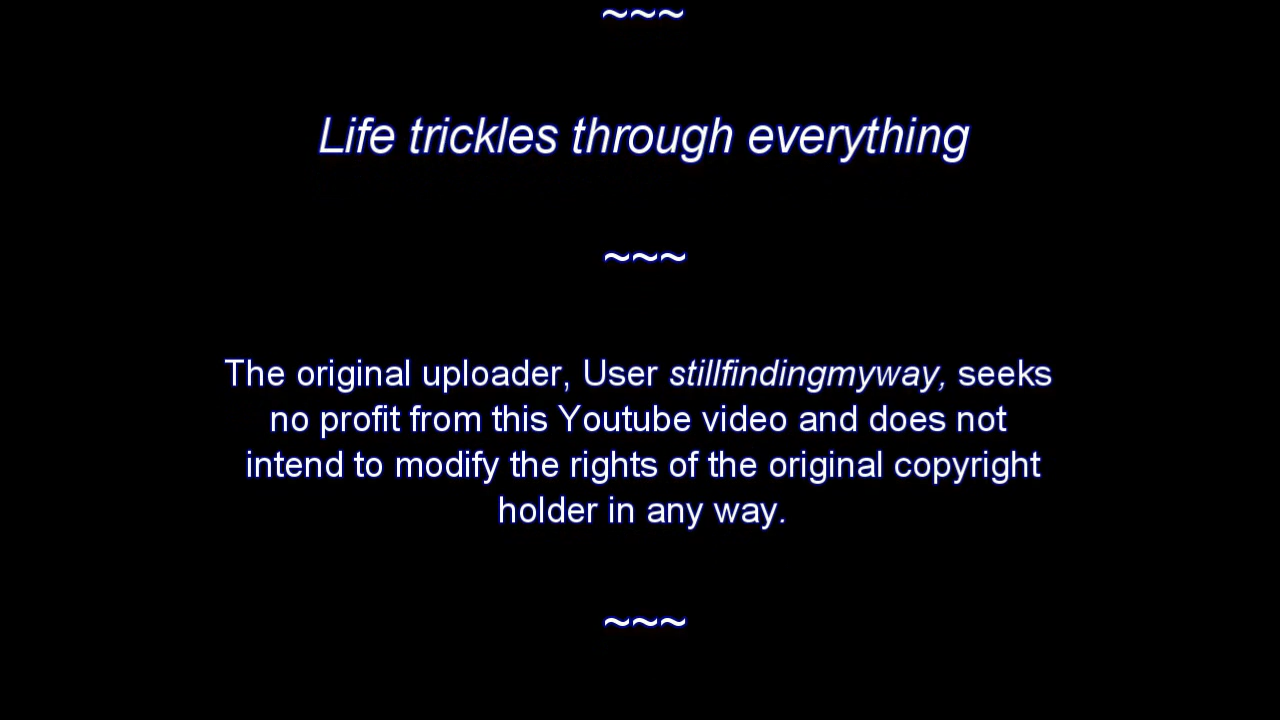 ~~~
Life trickles through everything
~~~
The original uploader, User stillfindingmyway, seeks
no profit from this Youtube video and does not
intend to modify the rights of the original copyright
holder in any way.
~~~